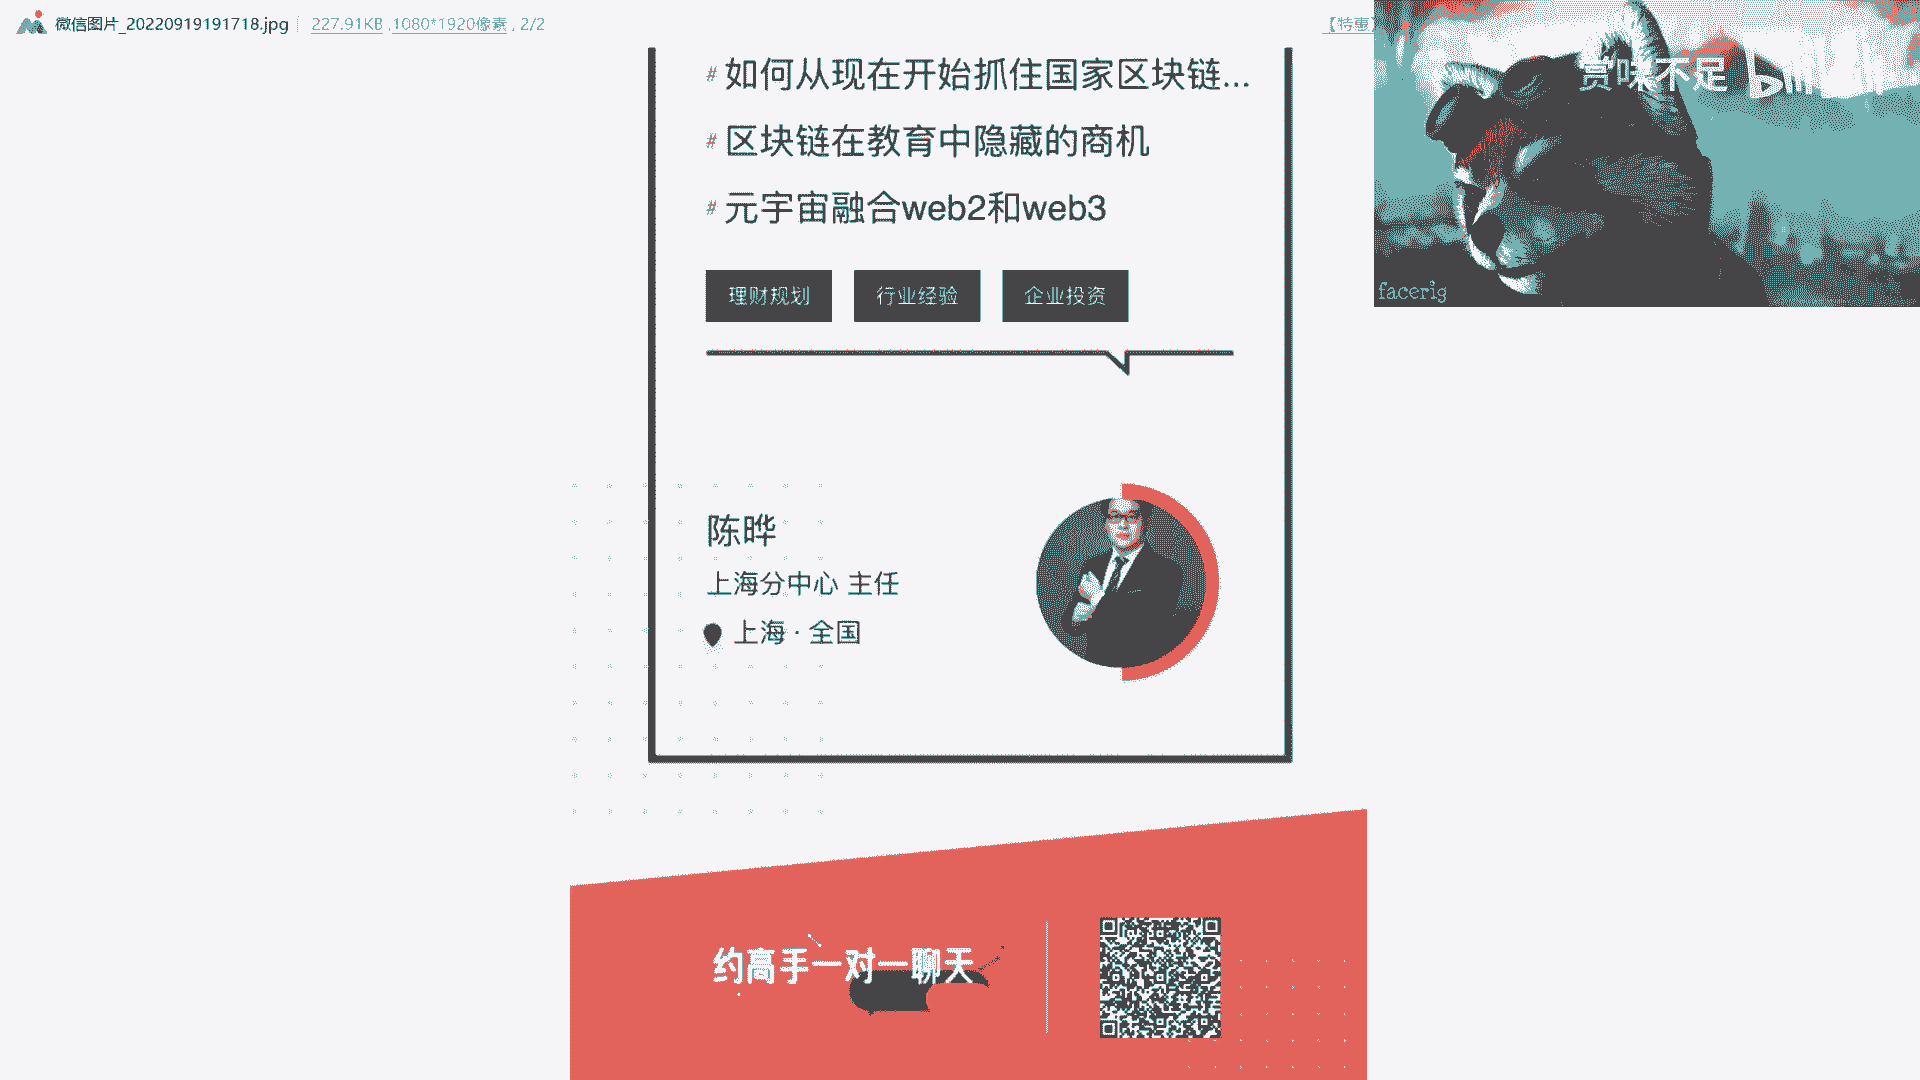 微信图片_20220919191718.jpg
227.91KB ,1080*1920像素 , 2/2
【特惠】
赏味不足 bilibili
# 如何从现在开始抓住国家区块链...
# 区块链在教育中隐藏的商机
# 元宇宙融合web2和web3
理财规划
行业经验
企业投资
facerig
陈晔
上海分中心 主任
上海 · 全国
约高手一对一聊天